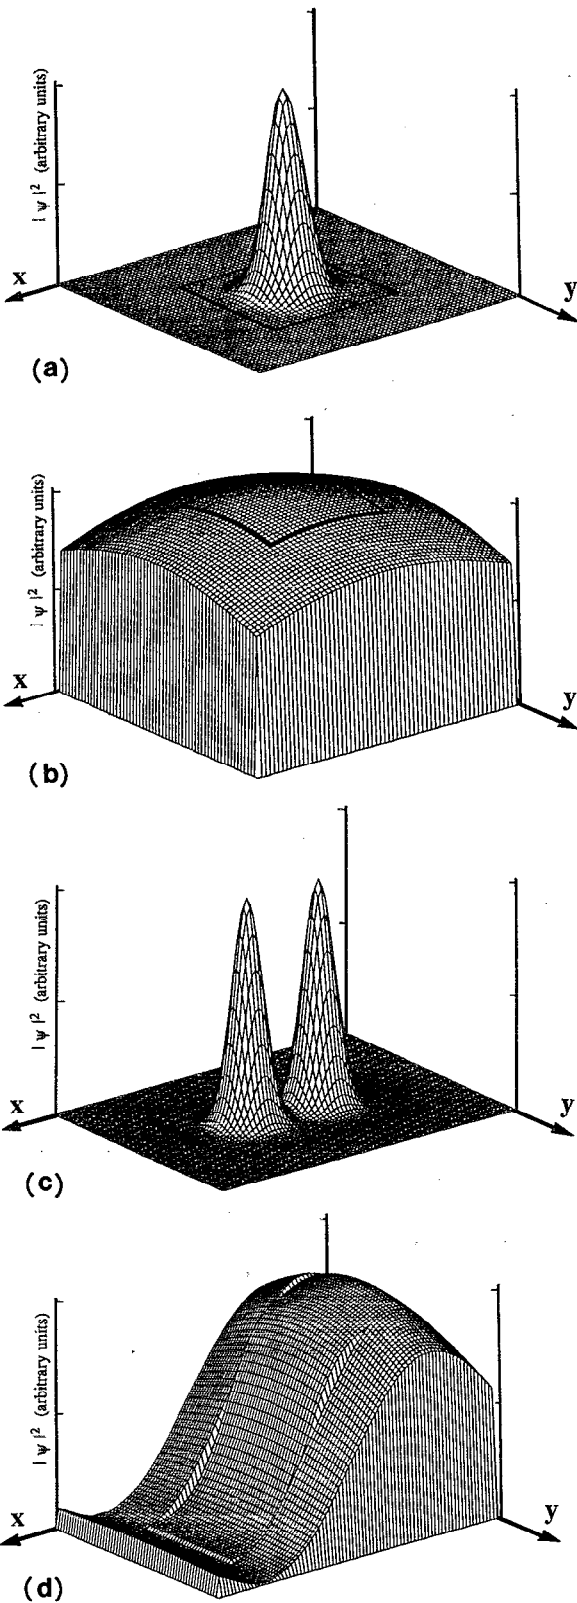 |ψ|² (arbitrary units)
x
y
(a)
|ψ|² (arbitrary units)
x
y
(b)
|ψ|² (arbitrary units)
x
y
(c)
|ψ|² (arbitrary units)
x
y
(d)